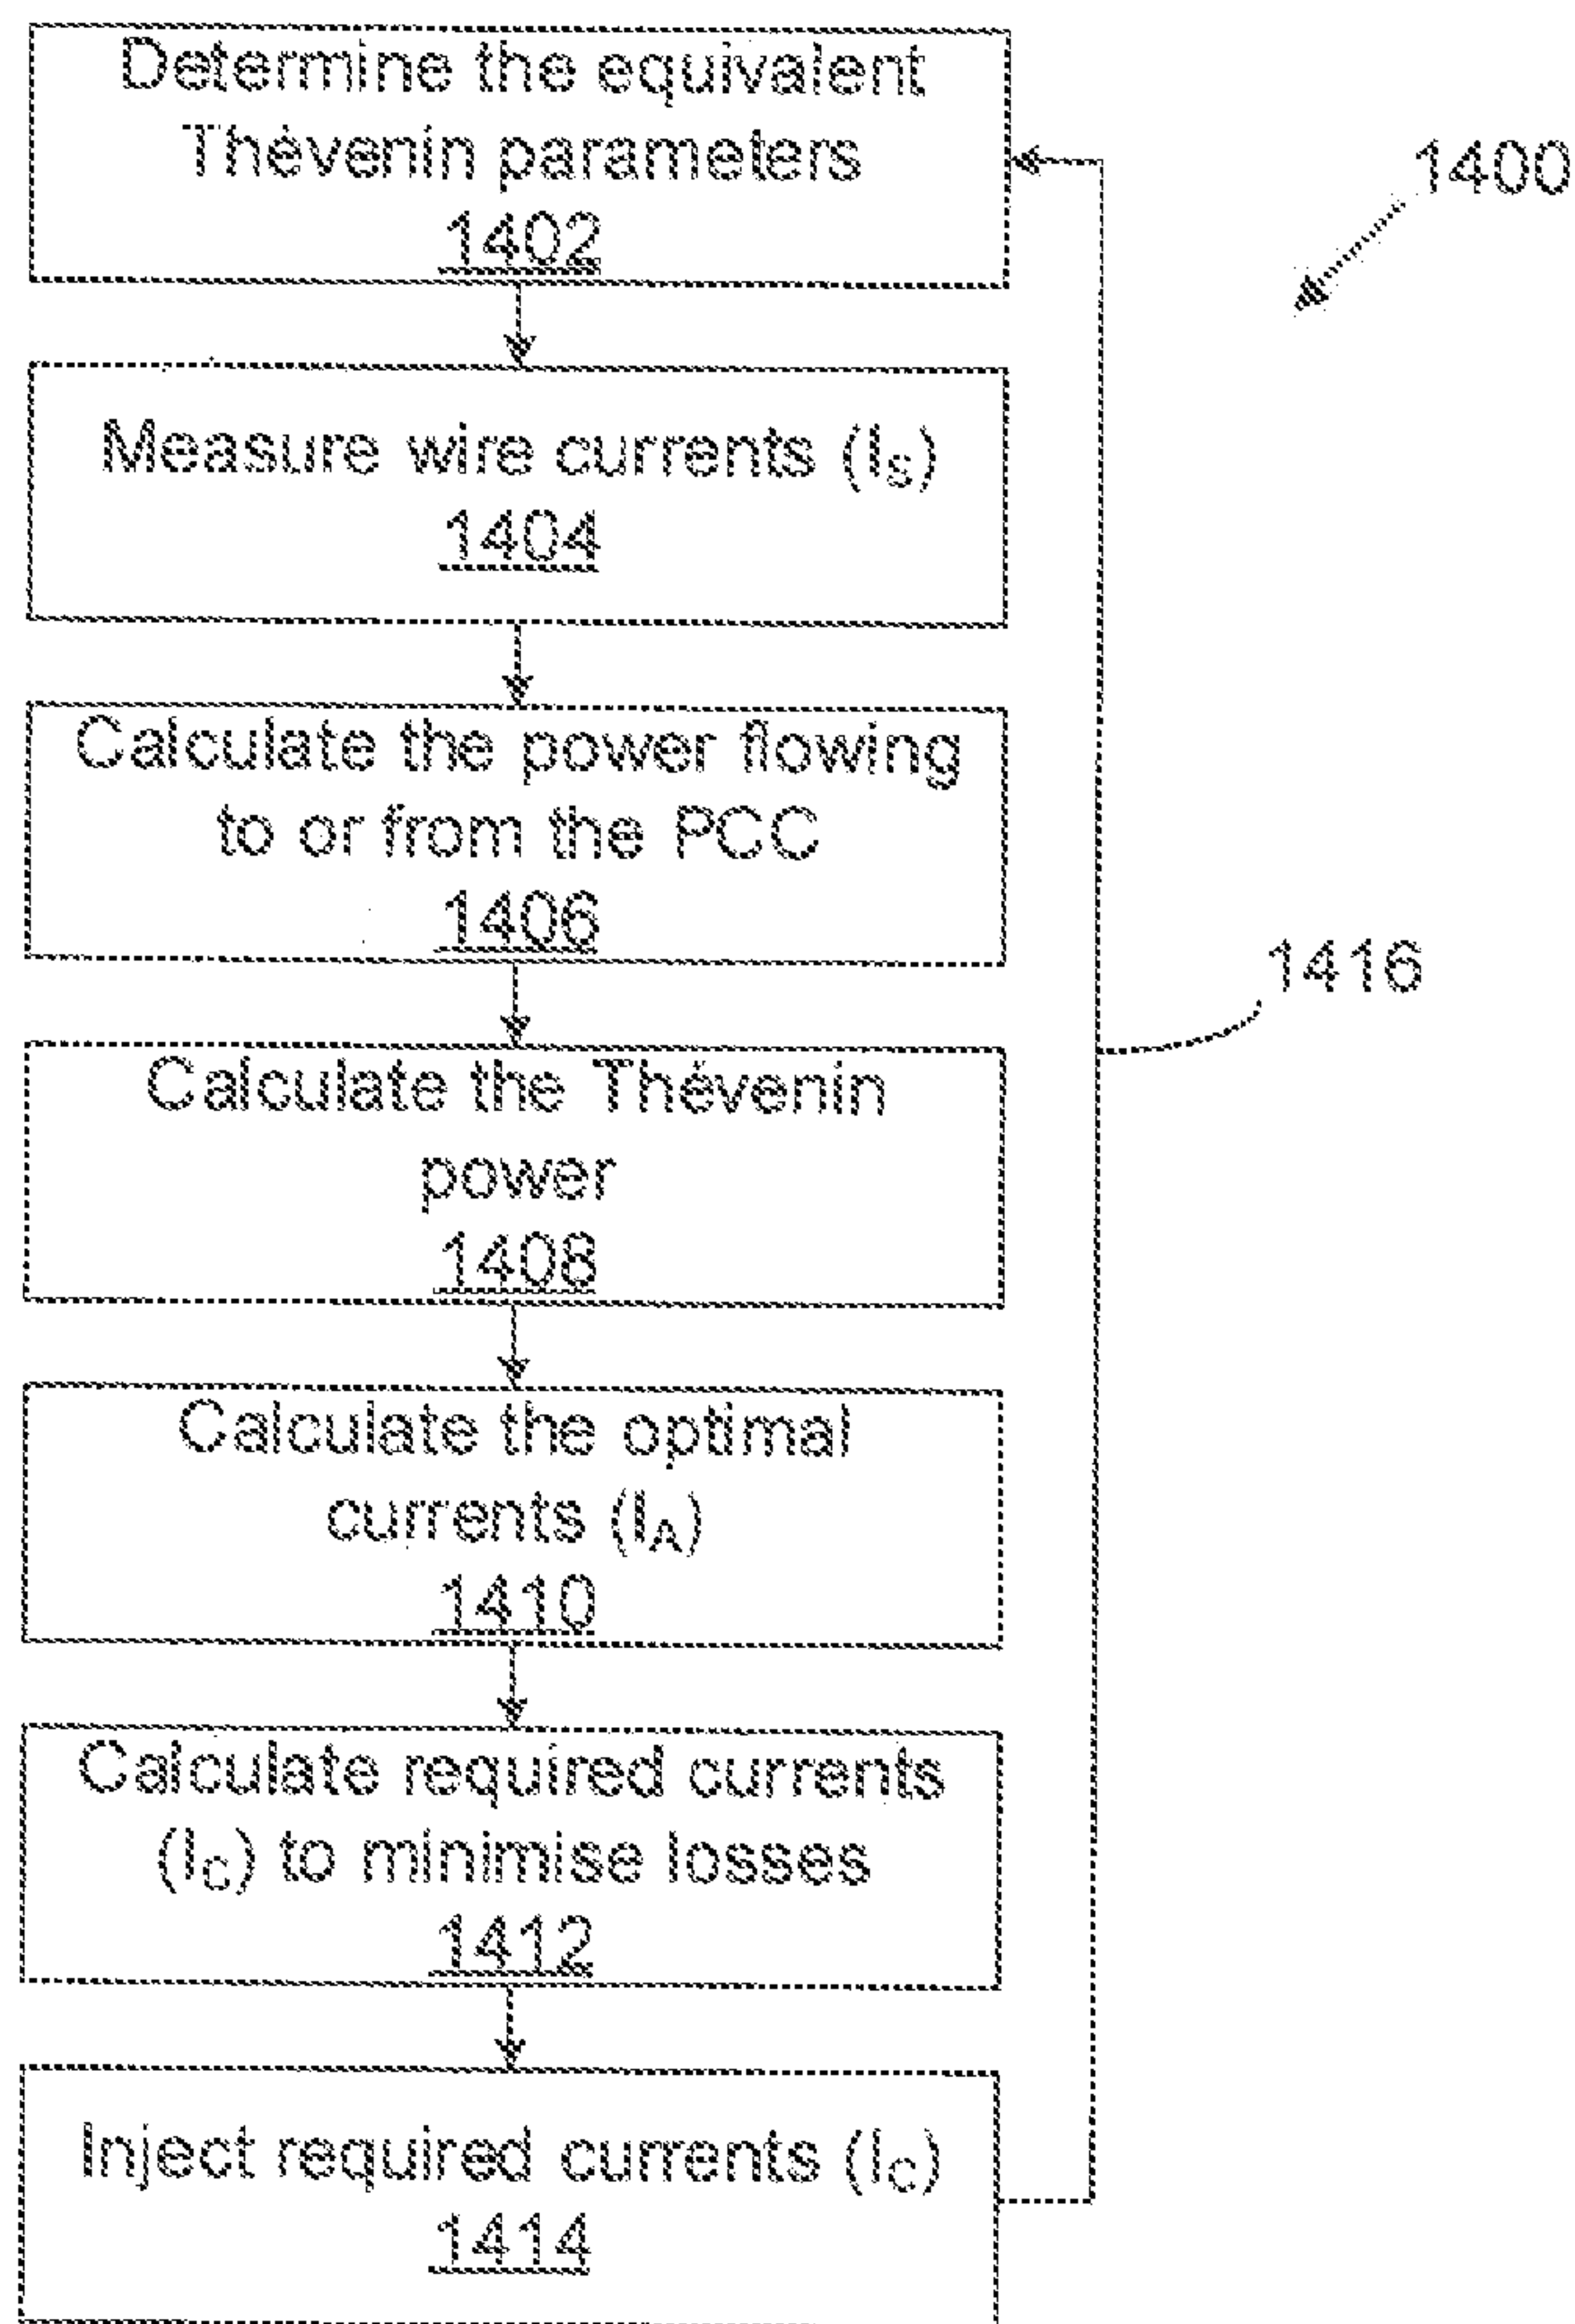 Determine the equivalent
Thévenin parameters
1402
1400
Measure wire currents (IS)
1404
Calculate the power flowing
to or from the PCC
1406
1416
Calculate the Thévenin
power
1408
Calculate the optimal
currents (IA)
1410
Calculate required currents
(IC) to minimise losses
1412
Inject required currents (IC)
1414